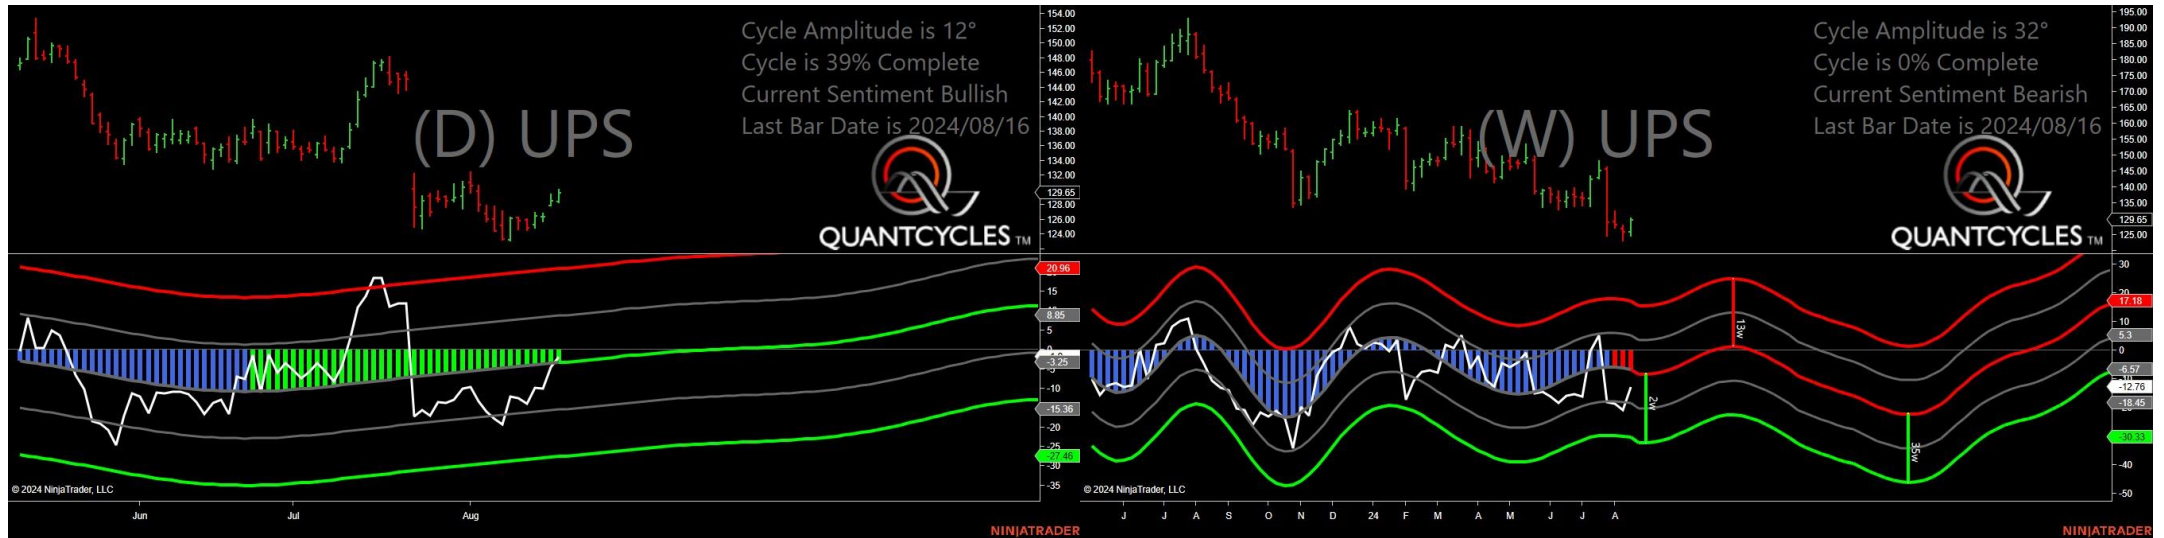 Cycle Amplitude is 12°
Cycle is 39% Complete
Current Sentiment Bullish
Last Bar Date is 2024/08/16
(D) UPS
QUANTCYCLES TM
154.00
152.00
150.00
148.00
146.00
144.00
142.00
140.00
138.00
136.00
134.00
132.00
129.65
128.00
126.00
124.00
20.96
15
8.85
5
0
-3.25
-10
-15.36
-20
-25
-27.46
-30
-35
© 2024 NinjaTrader, LLC
Jun Jul Aug
NINJATRADER
Cycle Amplitude is 32°
Cycle is 0% Complete
Current Sentiment Bearish
Last Bar Date is 2024/08/16
(W) UPS
QUANTCYCLES TM
195.00
190.00
185.00
180.00
175.00
170.00
165.00
160.00
155.00
150.00
145.00
140.00
135.00
129.65
125.00
30
20
17.18
5.3
0
-6.57
-12.76
-18.45
-30.33
-40
-50
2w
13w
35w
© 2024 NinjaTrader, LLC
J J A S O N D 24 F M A M J J A
NINJATRADER